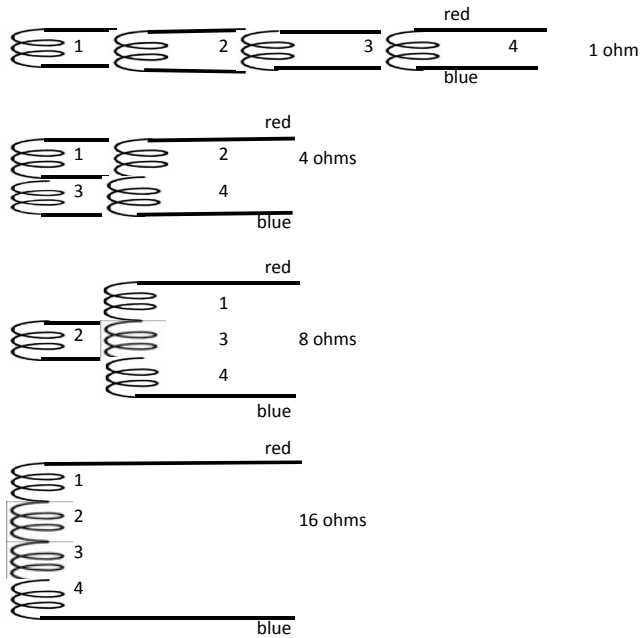 red
1 2 3 4 1 ohm
blue
red
1 2 4 ohms
3 4
blue
red
1
2 3 8 ohms
4
blue
red
1
2 16 ohms
3
4
blue